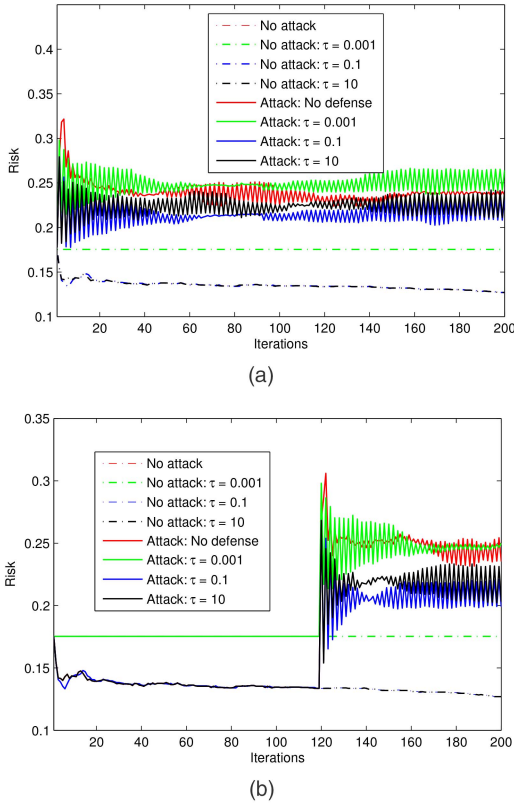 0.45
0.4
0.35
0.3
0.25
0.2
0.15
0.1
Risk
No attack
No attack: τ = 0.001
No attack: τ = 0.1
No attack: τ = 10
Attack: No defense
Attack: τ = 0.001
Attack: τ = 0.1
Attack: τ = 10
20 40 60 80 100 120 140 160 180 200
Iterations
(a)
0.35
0.3
0.25
0.2
0.15
0.1
Risk
No attack
No attack: τ = 0.001
No attack: τ = 0.1
No attack: τ = 10
Attack: No defense
Attack: τ = 0.001
Attack: τ = 0.1
Attack: τ = 10
20 40 60 80 100 120 140 160 180 200
Iterations
(b)